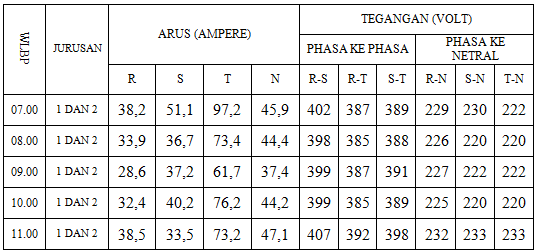 WLBP JURUSAN ARUS (AMPERE) TEGANGAN (VOLT)
PHASA KE PHASA PHASA KE NETRAL
R S T N R-S R-T S-T R-N S-N T-N
07.00 1 DAN 2 38,2 51,1 97,2 45,9 402 387 389 229 230 222
08.00 1 DAN 2 33,9 36,7 73,4 44,4 398 385 388 226 220 220
09.00 1 DAN 2 28,6 37,2 61,7 37,4 399 387 391 227 222 222
10.00 1 DAN 2 32,4 40,2 76,2 44,2 399 385 389 225 220 220
11.00 1 DAN 2 38,5 33,5 73,2 47,1 407 392 398 232 233 233